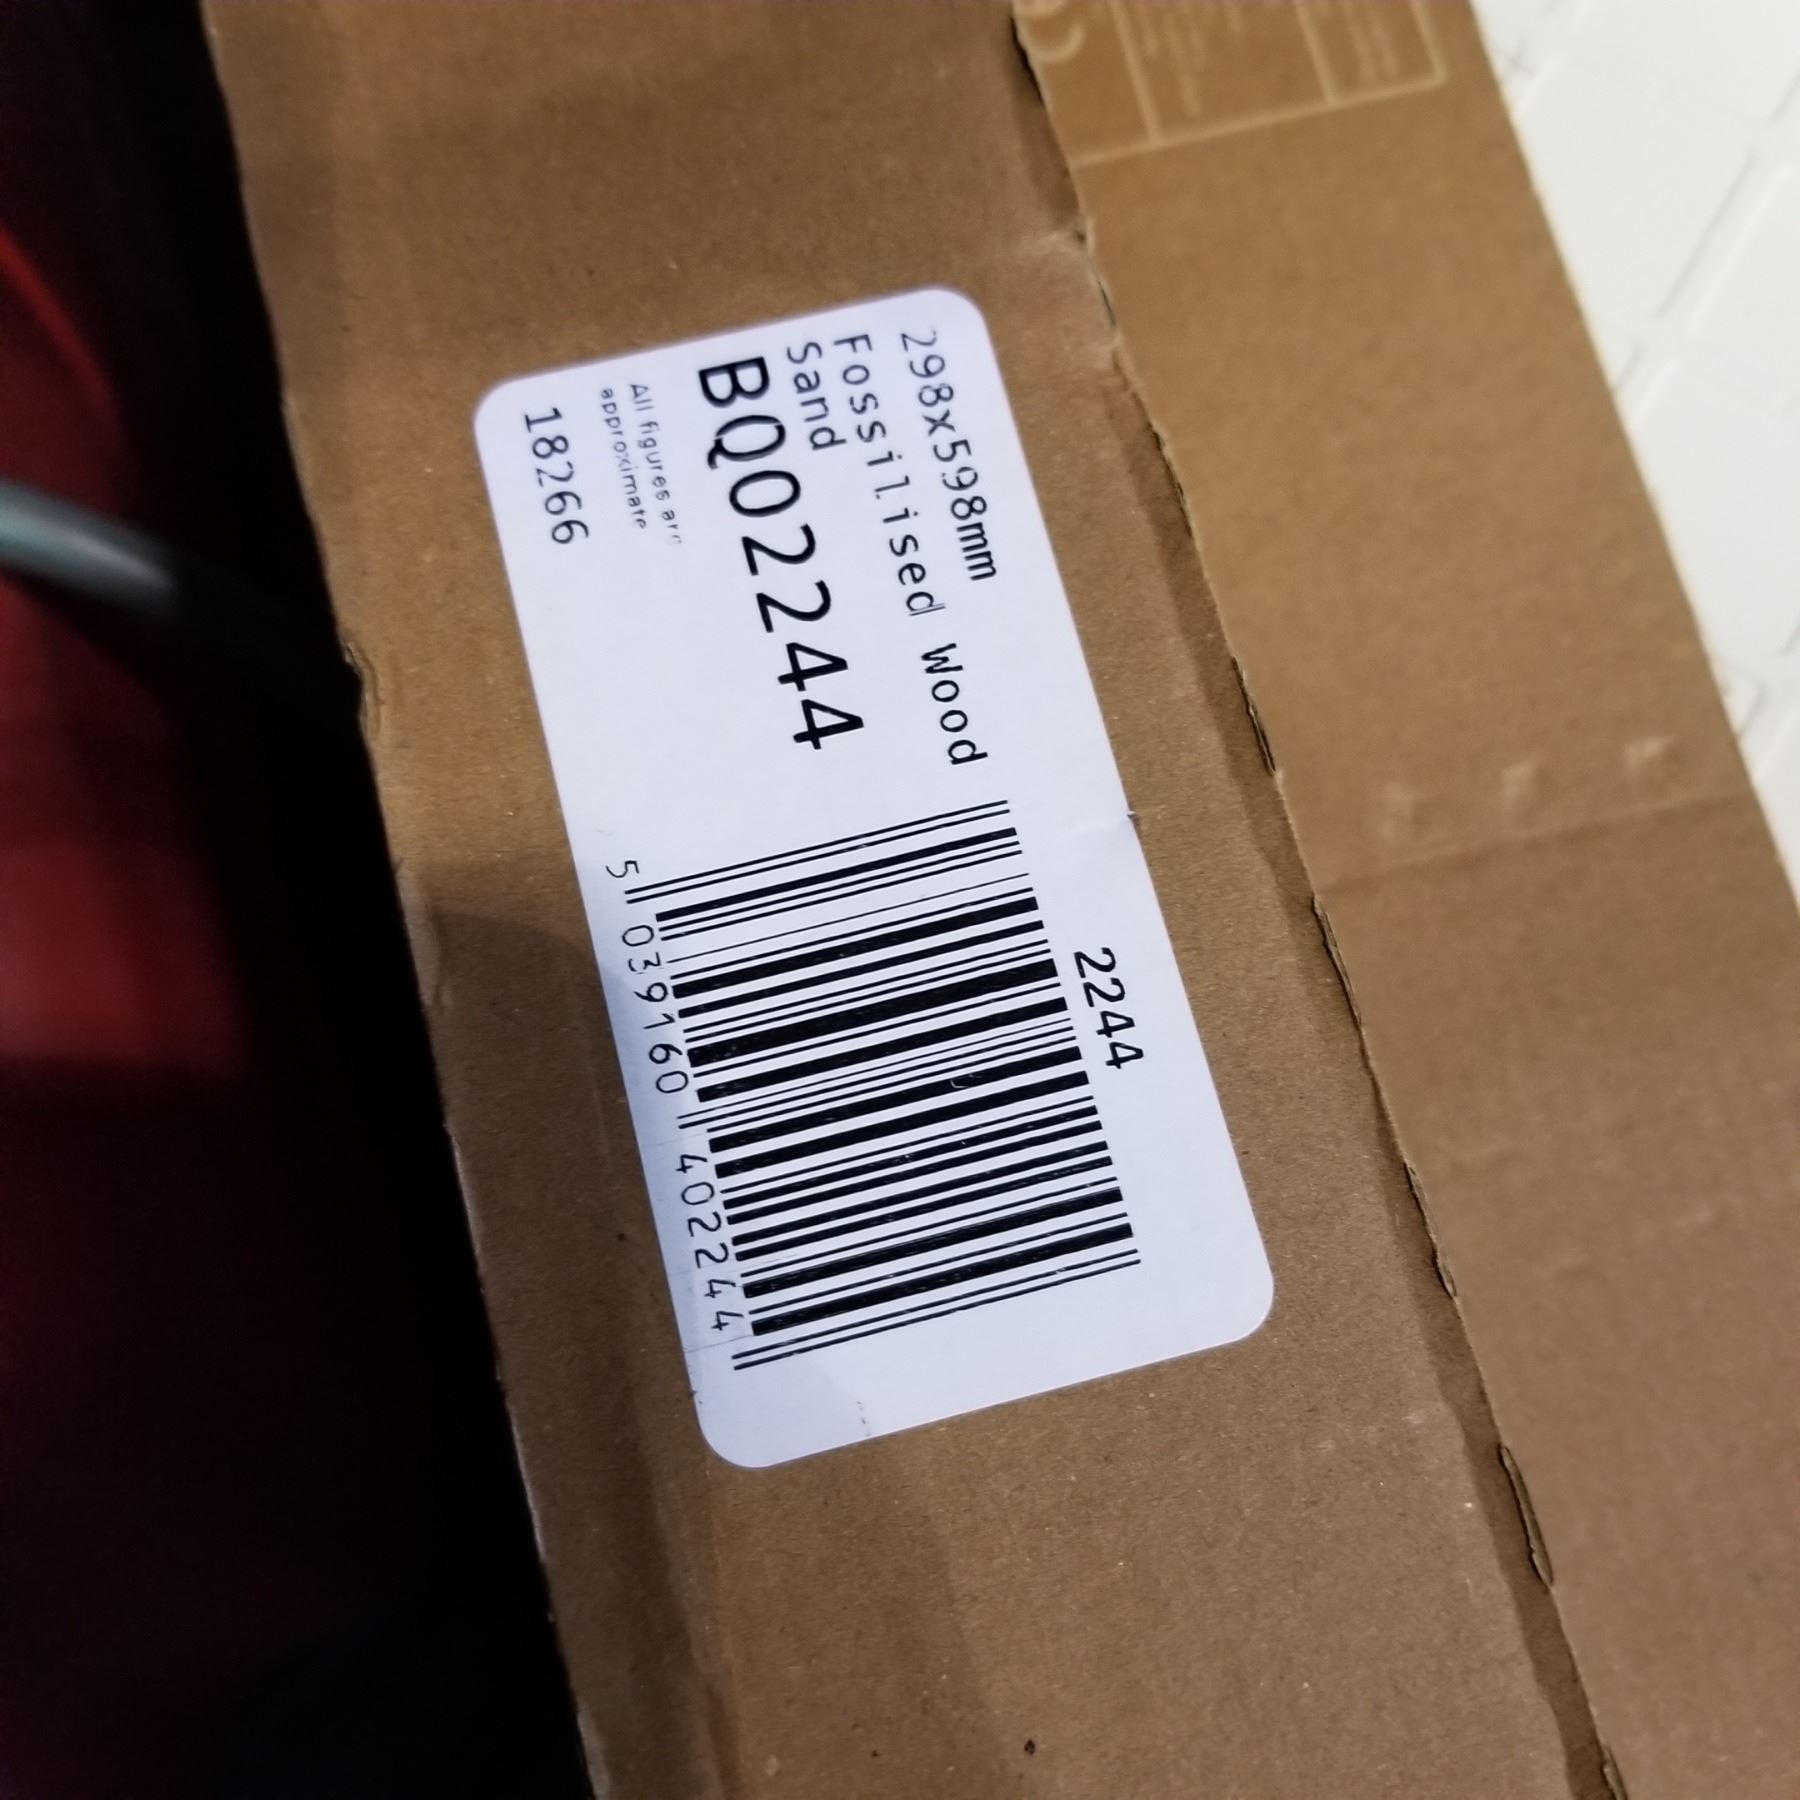 298x598mm
Fossilised Wood
Sand
BQ02244
All figures are
approximate
18266
2244
5 039160 402244